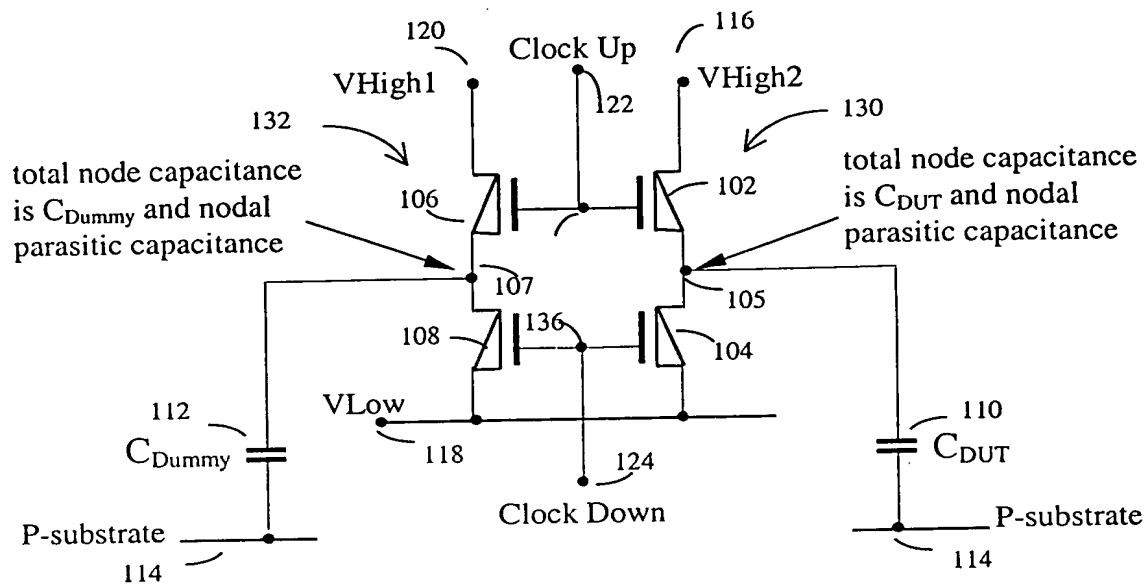 116
120
Clock Up
VHigh1
VHigh2
122
132
130
total node capacitance
is CDummy and nodal
parasitic capacitance
106
102
total node capacitance
is CDUT and nodal
parasitic capacitance
107
105
136
108
104
VLow
112
110
CDummy
118
CDUT
124
Clock Down
P-substrate
P-substrate
114
114